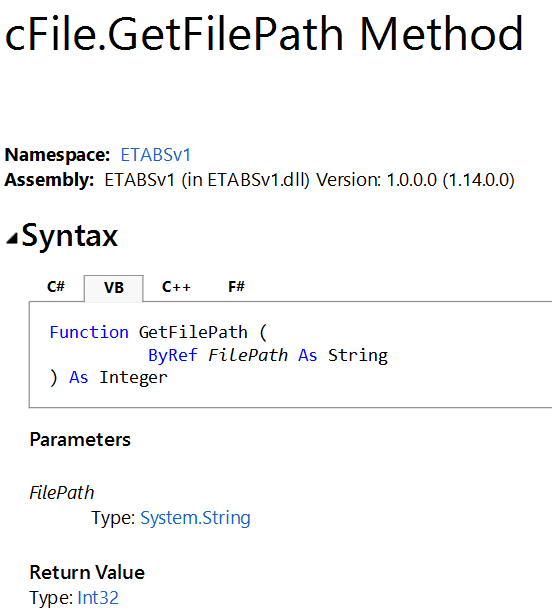 cFile.GetFilePath Method
Namespace: ETABSv1
Assembly: ETABSv1 (in ETABSv1.dll) Version: 1.0.0.0 (1.14.0.0)
Syntax
C# VB C++ F#
Function GetFilePath (
ByRef FilePath As String
) As Integer
Parameters
FilePath
Type: System.String
Return Value
Type: Int32